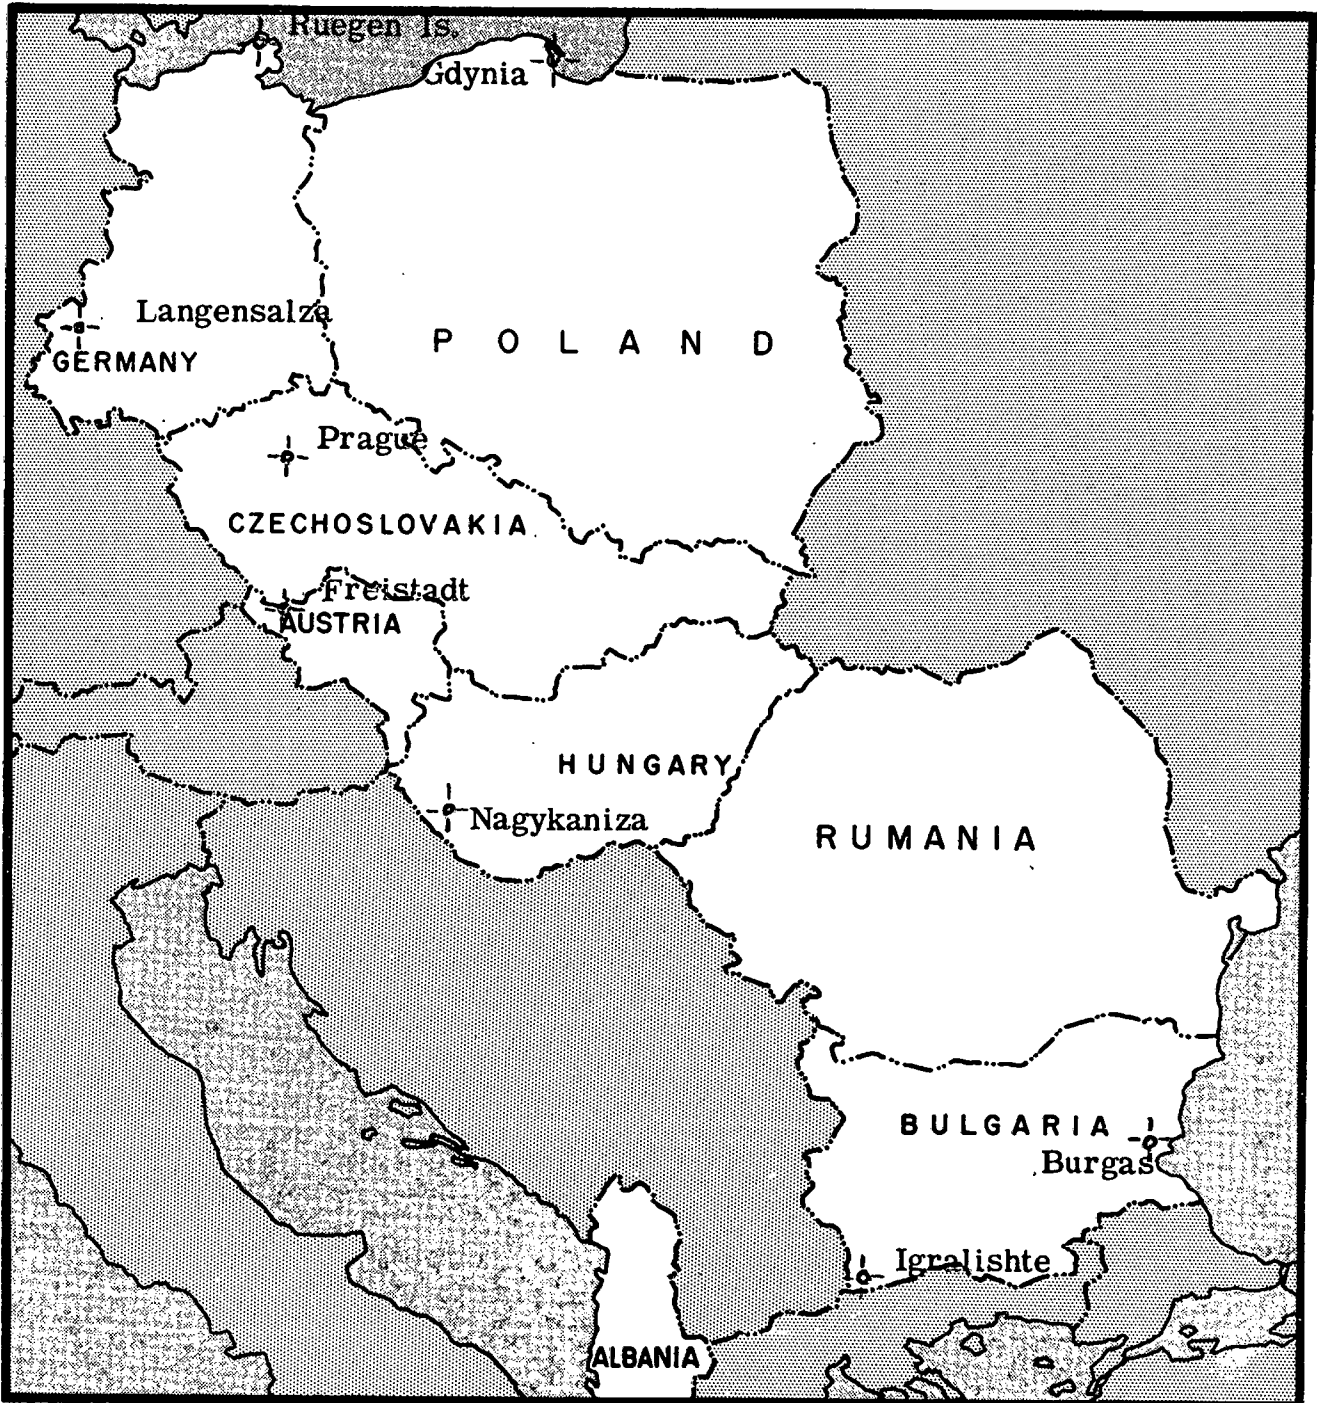 Ruegen Is.
Gdynia
Langensalza
GERMANY
POLAND
Prague
CZECHOSLOVAKIA
Freistadt
AUSTRIA
HUNGARY
Nagykaniza
RUMANIA
BULGARIA
Burgas
Igralishte
ALBANIA